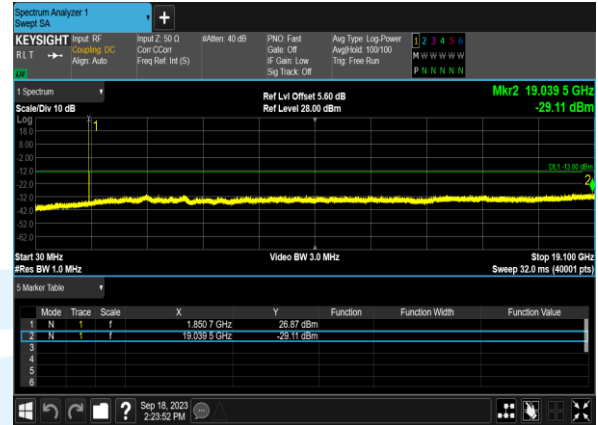 Spectrum Analyzer 1
Swept SA
KEYSIGHT Input: RF Input Z: 50 Ω #Atten: 40 dB PNO: Fast Avg Type: Log-Power 1 2 3 4 5 6
RLT Coupling: DC Corr CCorr Gate: Off Avg|Hold: 100/100 M W W W W W
Align: Auto Freq Ref: Int (S) IF Gain: Low Trig: Free Run
Sig Track: Off P N N N N N
LW
1 Spectrum Ref Lvl Offset 5.60 dB Mkr2 19.039 5 GHz
Scale/Div 10 dB Ref Level 28.00 dBm -29.11 dBm
Log
18.0 1
8.00
-2.00
-12.0 DL1 -13.00 dBm
-22.0 2
-32.0
-42.0
-52.0
-62.0
Start 30 MHz Video BW 3.0 MHz Stop 19.100 GHz
#Res BW 1.0 MHz Sweep 32.0 ms (40001 pts)
5 Marker Table
Mode Trace Scale X Y Function Function Width Function Value
1 N 1 f 1.850 7 GHz 26.87 dBm
2 N 1 f 19.039 5 GHz -29.11 dBm
3
4
5
6
Sep 18, 2023
2:23:52 PM